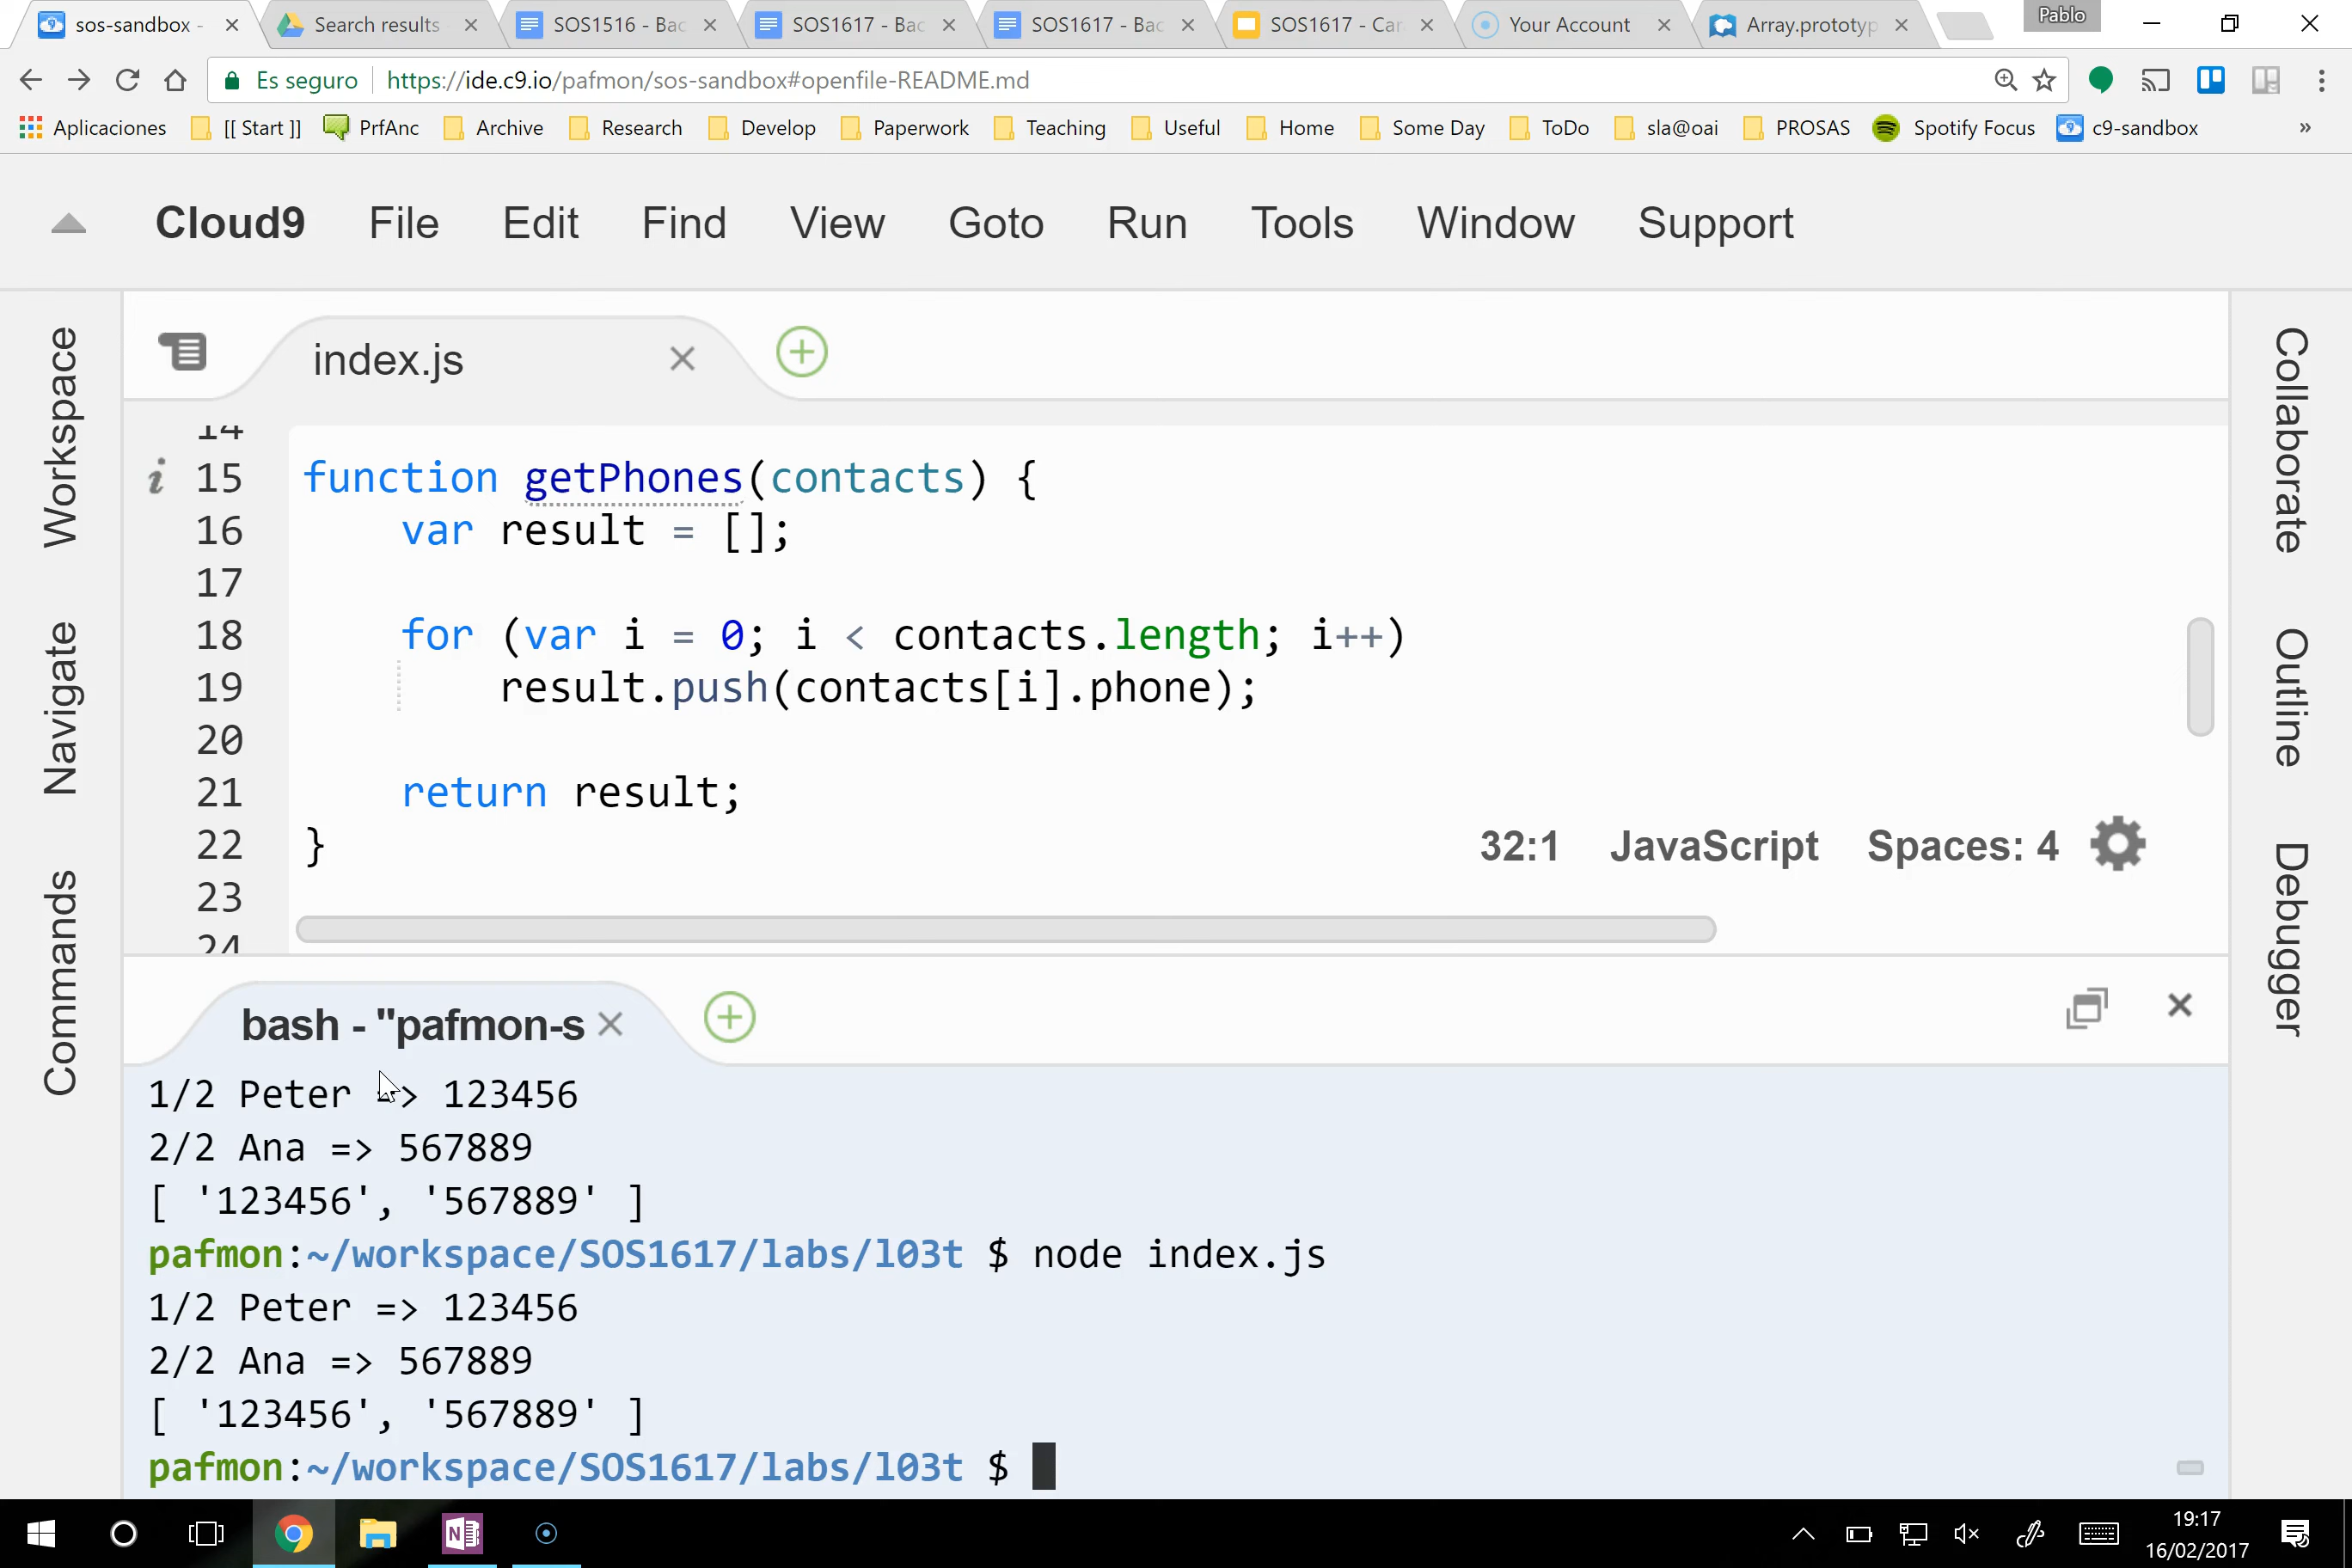 sos-sandbox -
Search results
SOS1516 - Bac
SOS1617 - Bac
SOS1617 - Bac
SOS1617 - Car
Your Account
Array.prototyp
Pablo
Es seguro
https://ide.c9.io/pafmon/sos-sandbox#openfile-README.md
Aplicaciones [[ Start ]] PrfAnc Archive Research Develop Paperwork Teaching Useful Home Some Day ToDo sla@oai PROSAS Spotify Focus c9-sandbox »
Cloud9 File Edit Find View Goto Run Tools Window Support
Workspace
Navigate
Commands
index.js
14
15 function getPhones(contacts) {
16 var result = [];
17
18 for (var i = 0; i < contacts.length; i++)
19 result.push(contacts[i].phone);
20
21 return result;
22 }
23
24
32:1 JavaScript Spaces: 4
Collaborate
Outline
Debugger
bash - "pafmon-s
1/2 Peter => 123456
2/2 Ana => 567889
[ '123456', '567889' ]
pafmon:~/workspace/SOS1617/labs/l03t $ node index.js
1/2 Peter => 123456
2/2 Ana => 567889
[ '123456', '567889' ]
pafmon:~/workspace/SOS1617/labs/l03t $
19:17
16/02/2017